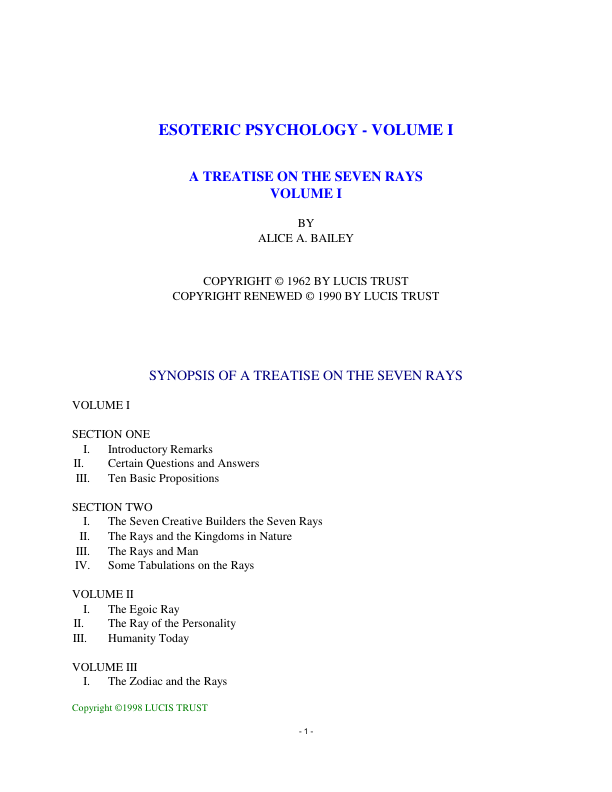 ESOTERIC PSYCHOLOGY - VOLUME I
A TREATISE ON THE SEVEN RAYS
VOLUME I
BY
ALICE A. BAILEY
COPYRIGHT © 1962 BY LUCIS TRUST
COPYRIGHT RENEWED © 1990 BY LUCIS TRUST
SYNOPSIS OF A TREATISE ON THE SEVEN RAYS
VOLUME I
SECTION ONE
I. Introductory Remarks
II. Certain Questions and Answers
III. Ten Basic Propositions
SECTION TWO
I. The Seven Creative Builders the Seven Rays
II. The Rays and the Kingdoms in Nature
III. The Rays and Man
IV. Some Tabulations on the Rays
VOLUME II
I. The Egoic Ray
II. The Ray of the Personality
III. Humanity Today
VOLUME III
I. The Zodiac and the Rays
Copyright ©1998 LUCIS TRUST
- 1 -